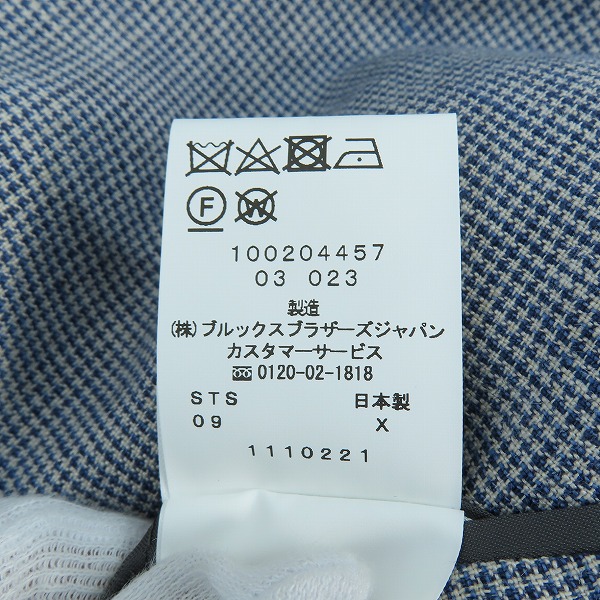 F W
100204457
03 023
製造
(株)ブルックスブラザーズジャパン
カスタマーサービス
0120-02-1818
STS 日本製
09 X
1110221